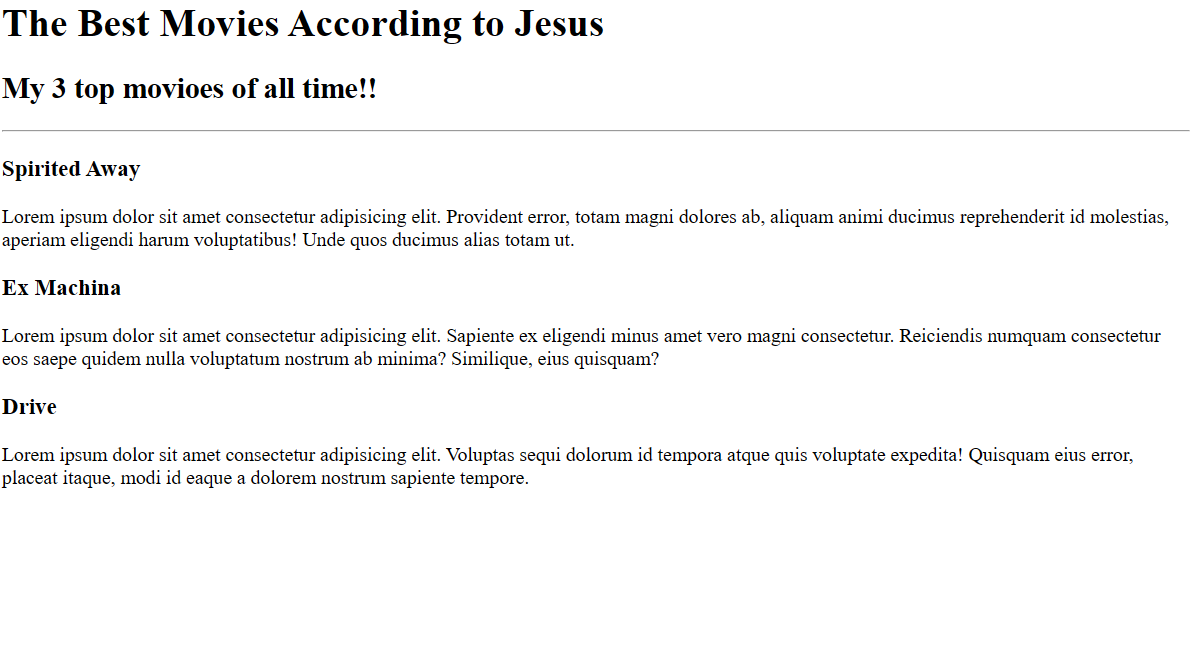 The Best Movies According to Jesus
My 3 top movioes of all time!!
Spirited Away
Lorem ipsum dolor sit amet consectetur adipisicing elit. Provident error, totam magni dolores ab, aliquam animi ducimus reprehenderit id molestias,
aperiam eligendi harum voluptatibus! Unde quos ducimus alias totam ut.
Ex Machina
Lorem ipsum dolor sit amet consectetur adipisicing elit. Sapiente ex eligendi minus amet vero magni consectetur. Reiciendis numquam consectetur
eos saepe quidem nulla voluptatum nostrum ab minima? Similique, eius quisquam?
Drive
Lorem ipsum dolor sit amet consectetur adipisicing elit. Voluptas sequi dolorum id tempora atque quis voluptate expedita! Quisquam eius error,
placeat itaque, modi id eaque a dolorem nostrum sapiente tempore.